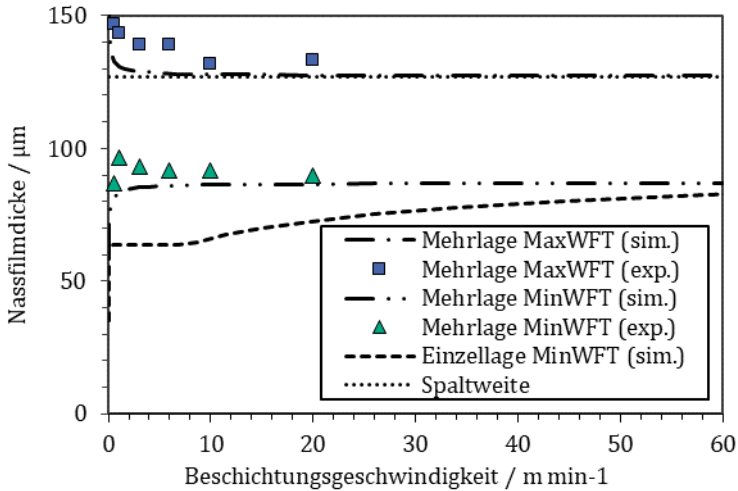 150
100
50
0
Nassfilmdicke / µm
Mehrlage MaxWFT (sim.)
Mehrlage MaxWFT (exp.)
Mehrlage MinWFT (sim.)
Mehrlage MinWFT (exp.)
Einzellage MinWFT (sim.)
Spaltweite
0 10 20 30 40 50 60
Beschichtungsgeschwindigkeit / m min-1